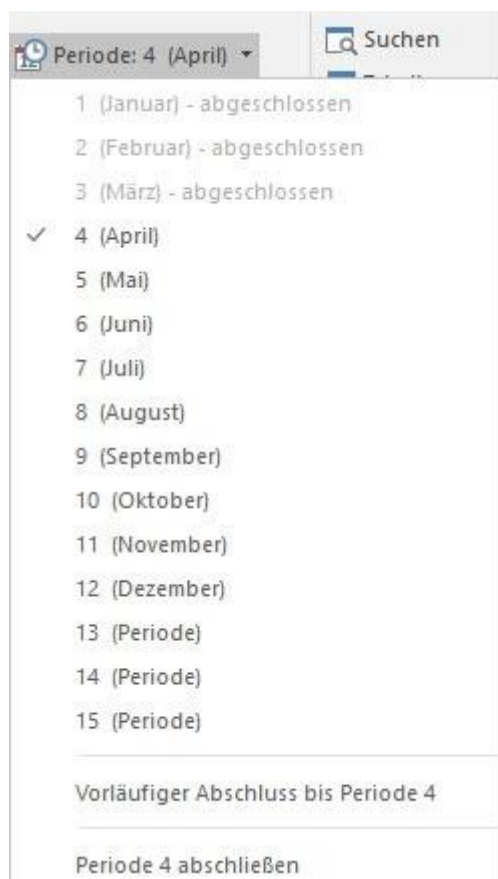 Periode: 4 (April)
Suchen
1 (Januar) - abgeschlossen
2 (Februar) - abgeschlossen
3 (März) - abgeschlossen
4 (April)
5 (Mai)
6 (Juni)
7 (Juli)
8 (August)
9 (September)
10 (Oktober)
11 (November)
12 (Dezember)
13 (Periode)
14 (Periode)
15 (Periode)
Vorläufiger Abschluss bis Periode 4
Periode 4 abschließen